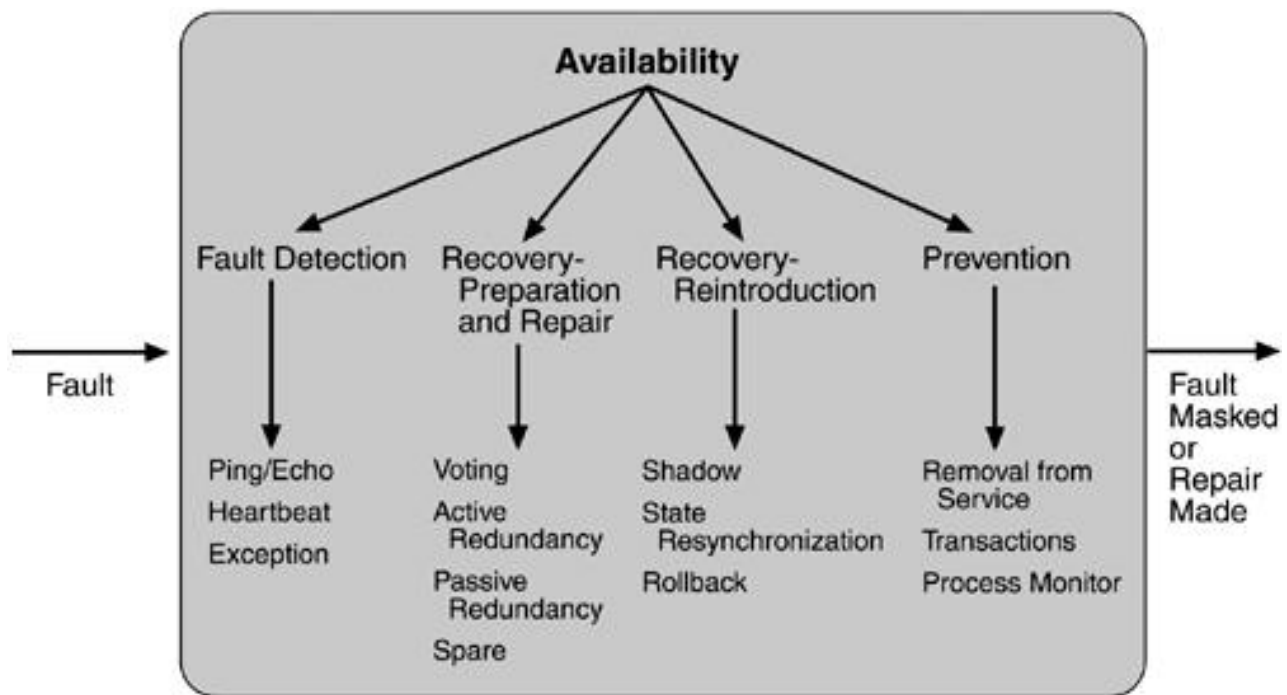 Availability
Fault Detection
Recovery-
Preparation
and Repair
Recovery-
Reintroduction
Prevention
Fault
Fault
Masked
or
Repair
Made
Ping/Echo
Heartbeat
Exception
Voting
Active
Redundancy
Passive
Redundancy
Spare
Shadow
State
Resynchronization
Rollback
Removal from
Service
Transactions
Process Monitor